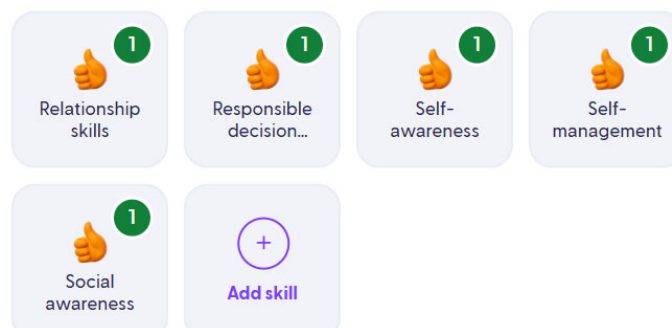 1
Relationship
skills
1
Responsible
decision...
1
Self-
awareness
1
Self-
management
1
Social
awareness
+
Add skill